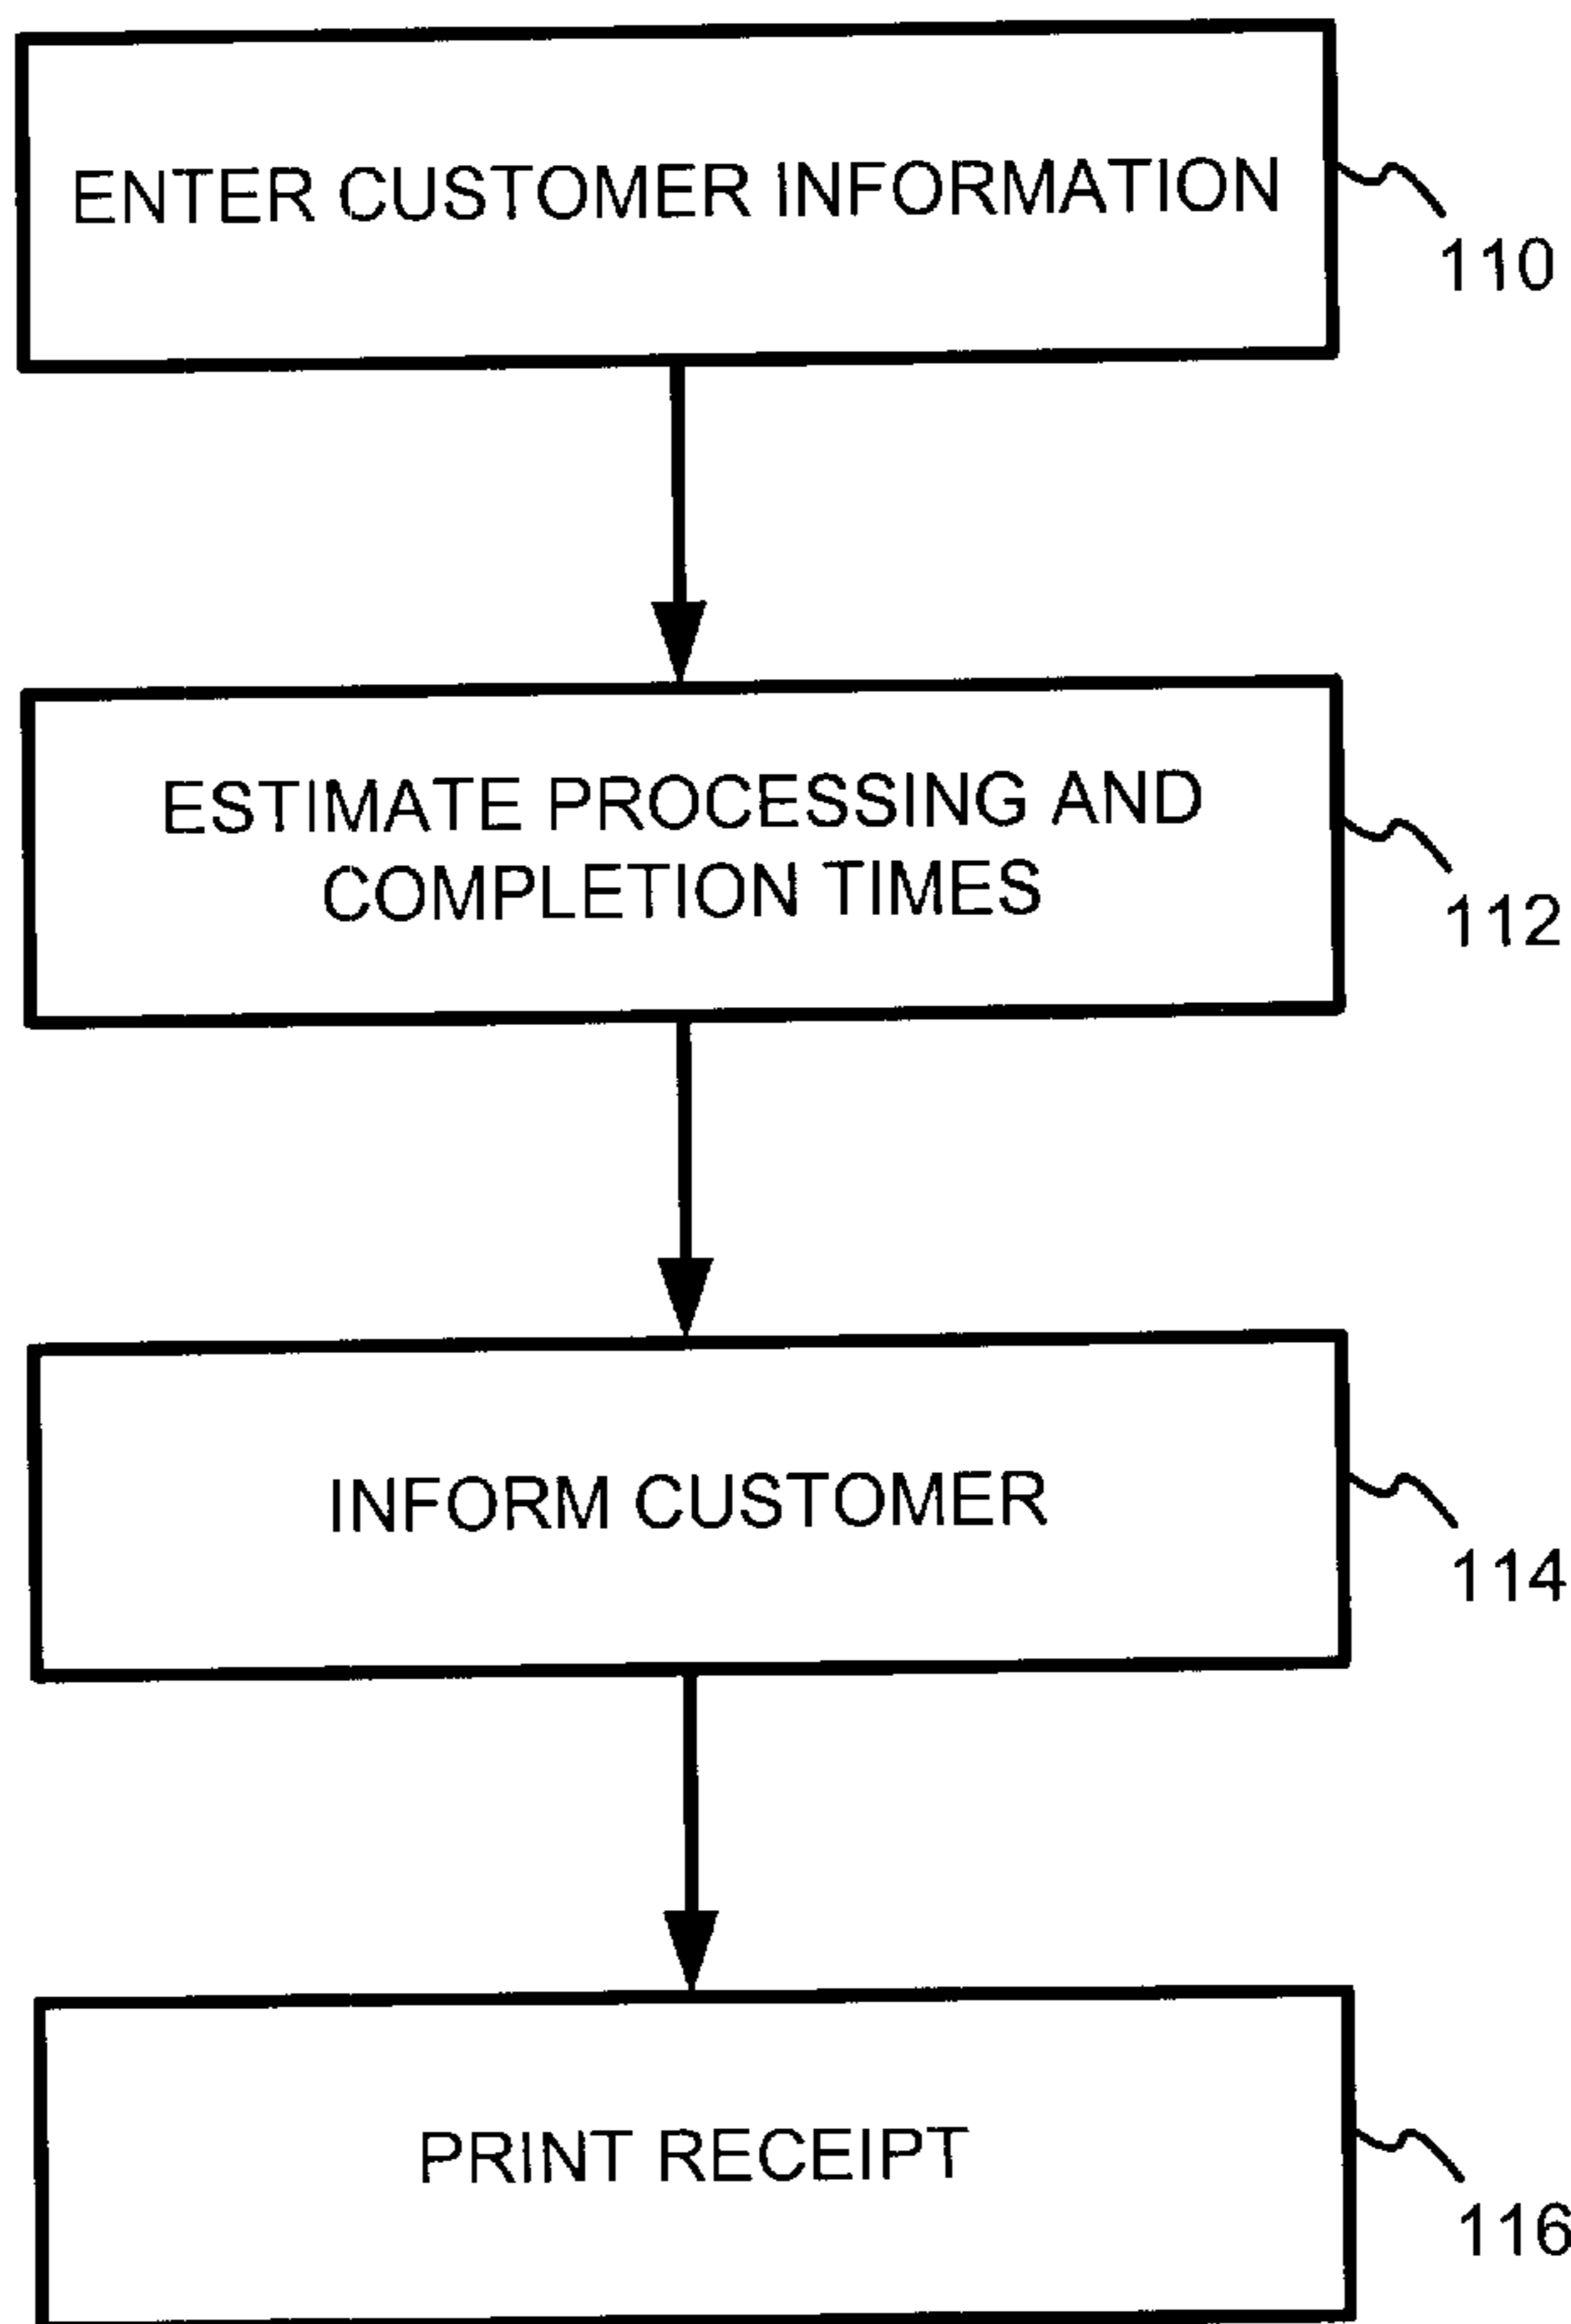 ENTER CUSTOMER INFORMATION
110
ESTIMATE PROCESSING AND
COMPLETION TIMES
112
INFORM CUSTOMER
114
PRINT RECEIPT
116